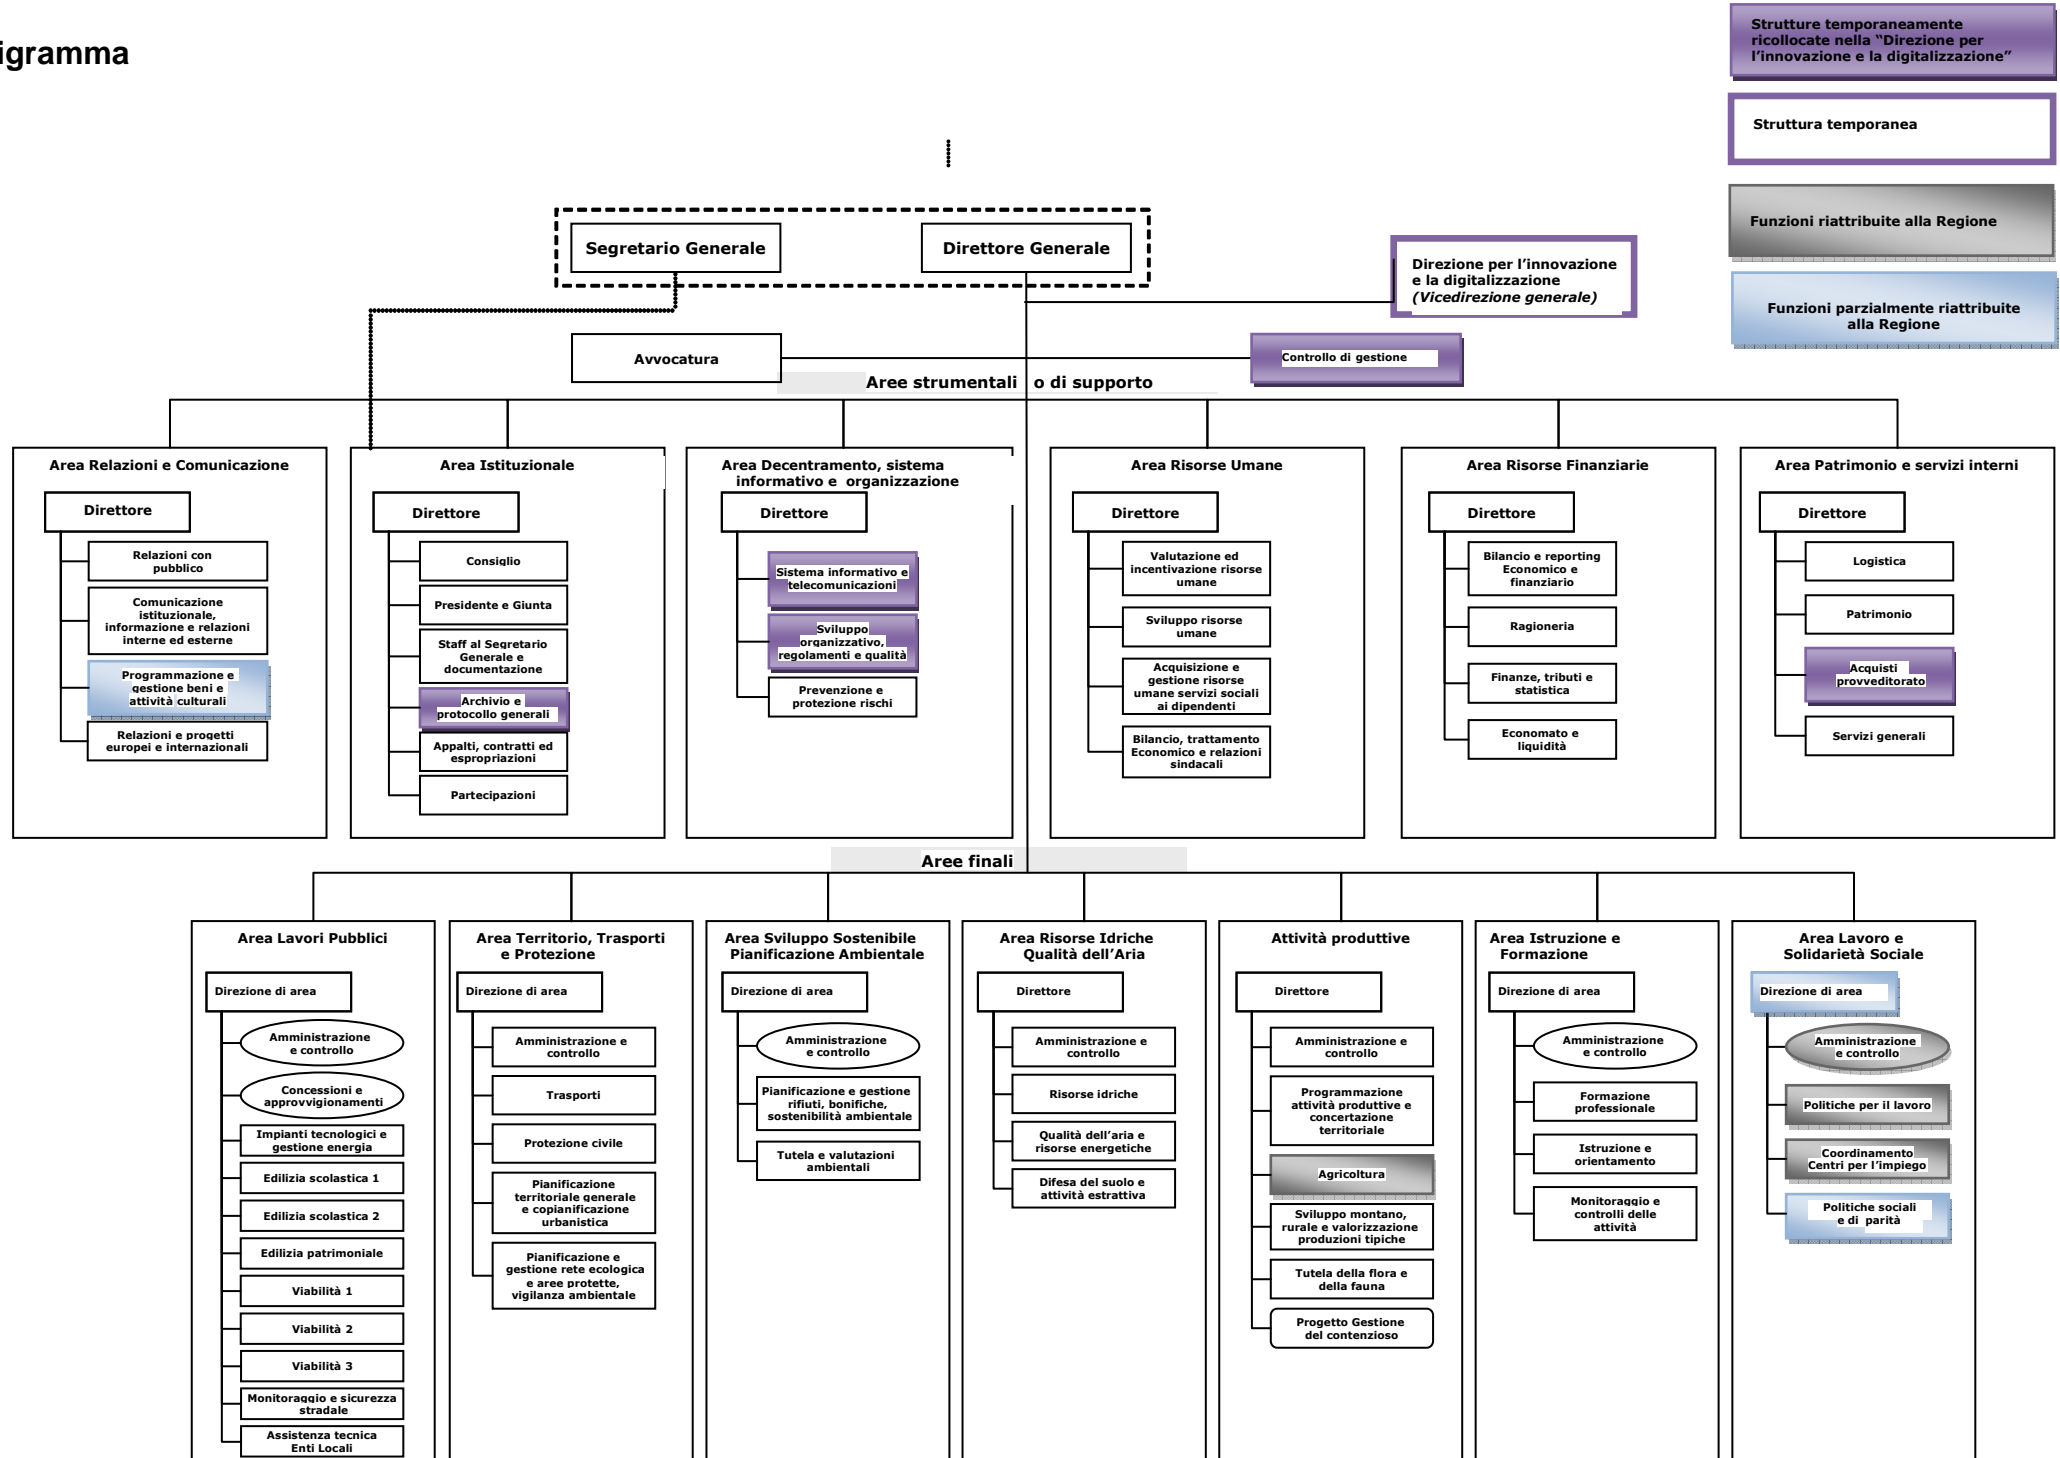 igramma
Strutture temporaneamente
ricollocate nella “Direzione per
l’innovazione e la digitalizzazione”
Struttura temporanea
Funzioni riattribuite alla Regione
Funzioni parzialmente riattribuite
alla Regione
Segretario Generale
Direttore Generale
Direzione per l’innovazione
e la digitalizzazione
(Vicedirezione generale)
Avvocatura
Controllo di gestione
Aree strumentali o di supporto
Area Relazioni e Comunicazione
Direttore
Relazioni con
pubblico
Comunicazione
istituzionale,
informazione e relazioni
interne ed esterne
Programmazione e
gestione beni e
attività culturali
Relazioni e progetti
europei e internazionali
Area Istituzionale
Direttore
Consiglio
Presidente e Giunta
Staff al Segretario
Generale e
documentazione
Archivio e
protocollo generali
Appalti, contratti ed
espropriazioni
Partecipazioni
Area Decentramento, sistema
informativo e organizzazione
Direttore
Sistema informativo e
telecomunicazioni
Sviluppo
organizzativo,
regolamenti e qualità
Prevenzione e
protezione rischi
Area Risorse Umane
Direttore
Valutazione ed
incentivazione risorse
umane
Sviluppo risorse
umane
Acquisizione e
gestione risorse
umane servizi sociali
ai dipendenti
Bilancio, trattamento
Economico e relazioni
sindacali
Area Risorse Finanziarie
Direttore
Bilancio e reporting
Economico e
finanziario
Ragioneria
Finanze, tributi e
statistica
Economato e
liquidità
Area Patrimonio e servizi interni
Direttore
Logistica
Patrimonio
Acquisti
provveditorato
Servizi generali
Aree finali
Area Lavori Pubblici
Direzione di area
Amministrazione
e controllo
Concessioni e
approvvigionamenti
Impianti tecnologici e
gestione energia
Edilizia scolastica 1
Edilizia scolastica 2
Edilizia patrimoniale
Viabilità 1
Viabilità 2
Viabilità 3
Monitoraggio e sicurezza
stradale
Assistenza tecnica
Enti Locali
Area Territorio, Trasporti
e Protezione
Direzione di area
Amministrazione e
controllo
Trasporti
Protezione civile
Pianificazione
territoriale generale
e copianificazione
urbanistica
Pianificazione e
gestione rete ecologica
e aree protette,
vigilanza ambientale
Area Sviluppo Sostenibile
Pianificazione Ambientale
Direzione di area
Amministrazione
e controllo
Pianificazione e gestione
rifiuti, bonifiche,
sostenibilità ambientale
Tutela e valutazioni
ambientali
Area Risorse Idriche
Qualità dell’Aria
Direttore
Amministrazione e
controllo
Risorse idriche
Qualità dell’aria e
risorse energetiche
Difesa del suolo e
attività estrattiva
Attività produttive
Direttore
Amministrazione e
controllo
Programmazione
attività produttive e
concertazione
territoriale
Agricoltura
Sviluppo montano,
rurale e valorizzazione
produzioni tipiche
Tutela della flora e
della fauna
Progetto Gestione
del contenzioso
Area Istruzione e
Formazione
Direzione di area
Amministrazione
e controllo
Formazione
professionale
Istruzione e
orientamento
Monitoraggio e
controlli delle
attività
Area Lavoro e
Solidarietà Sociale
Direzione di area
Amministrazione
e controllo
Politiche per il lavoro
Coordinamento
Centri per l’impiego
Politiche sociali
e di parità